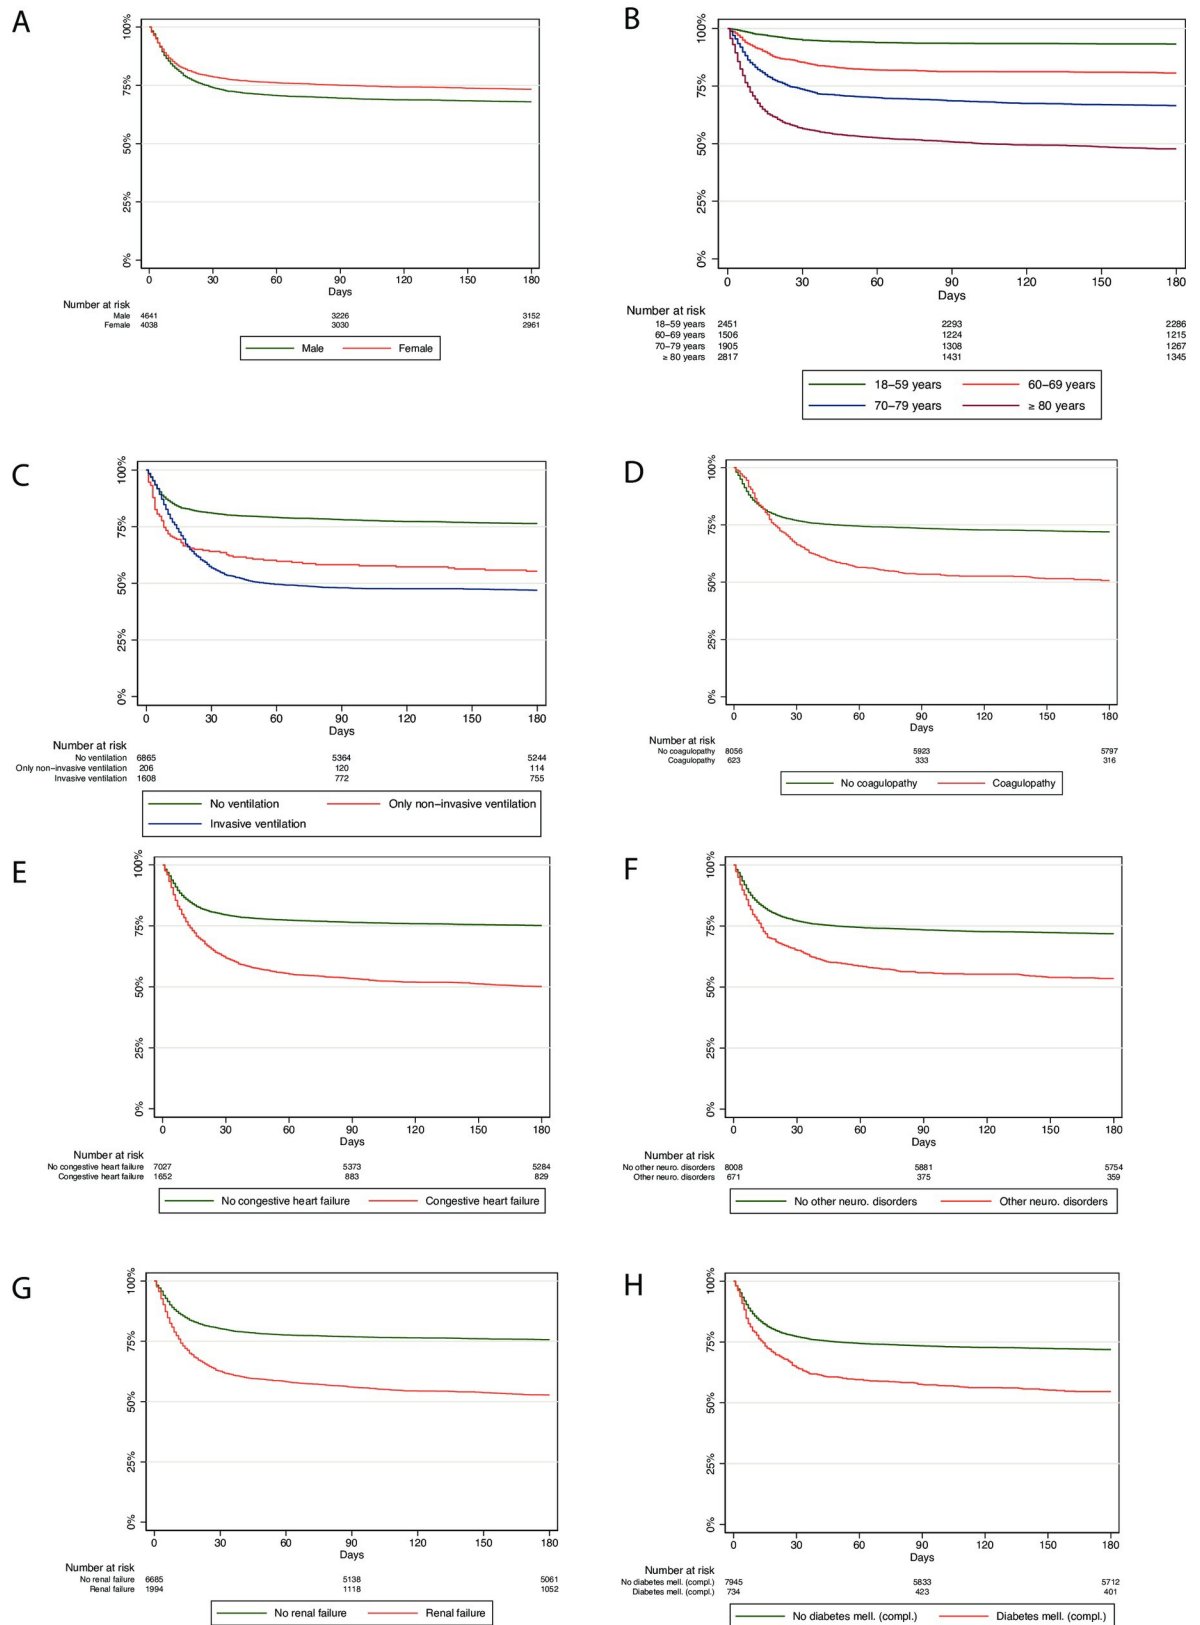 A
100%
75%
50%
25%
0%
0 30 60 90 120 150 180
Days
Number at risk
Male 4641 3226 3152
Female 4038 3030 2961
Male Female
B
100%
75%
50%
25%
0%
0 30 60 90 120 150 180
Days
Number at risk
18–59 years 2451 2293 2286
60–69 years 1506 1224 1215
70–79 years 1905 1308 1267
≥ 80 years 2817 1431 1345
18–59 years 60–69 years
70–79 years ≥ 80 years
C
100%
75%
50%
25%
0%
0 30 60 90 120 150 180
Days
Number at risk
No ventilation 6865 5364 5244
Only non–invasive ventilation 206 120 114
Invasive ventilation 1608 772 755
No ventilation Only non–invasive ventilation
Invasive ventilation
D
100%
75%
50%
25%
0%
0 30 60 90 120 150 180
Days
Number at risk
No coagulopathy 8056 5923 5797
Coagulopathy 623 333 316
No coagulopathy Coagulopathy
E
100%
75%
50%
25%
0%
0 30 60 90 120 150 180
Days
Number at risk
No congestive heart failure 7027 5373 5284
Congestive heart failure 1652 883 829
No congestive heart failure Congestive heart failure
F
100%
75%
50%
25%
0%
0 30 60 90 120 150 180
Days
Number at risk
No other neuro. disorders 8008 5881 5754
Other neuro. disorders 671 375 359
No other neuro. disorders Other neuro. disorders
G
100%
75%
50%
25%
0%
0 30 60 90 120 150 180
Days
Number at risk
No renal failure 6685 5138 5061
Renal failure 1994 1118 1052
No renal failure Renal failure
H
100%
75%
50%
25%
0%
0 30 60 90 120 150 180
Days
Number at risk
No diabetes mell. (compl.) 7945 5833 5712
Diabetes mell. (compl.) 734 423 401
No diabetes mell. (compl.) Diabetes mell. (compl.)